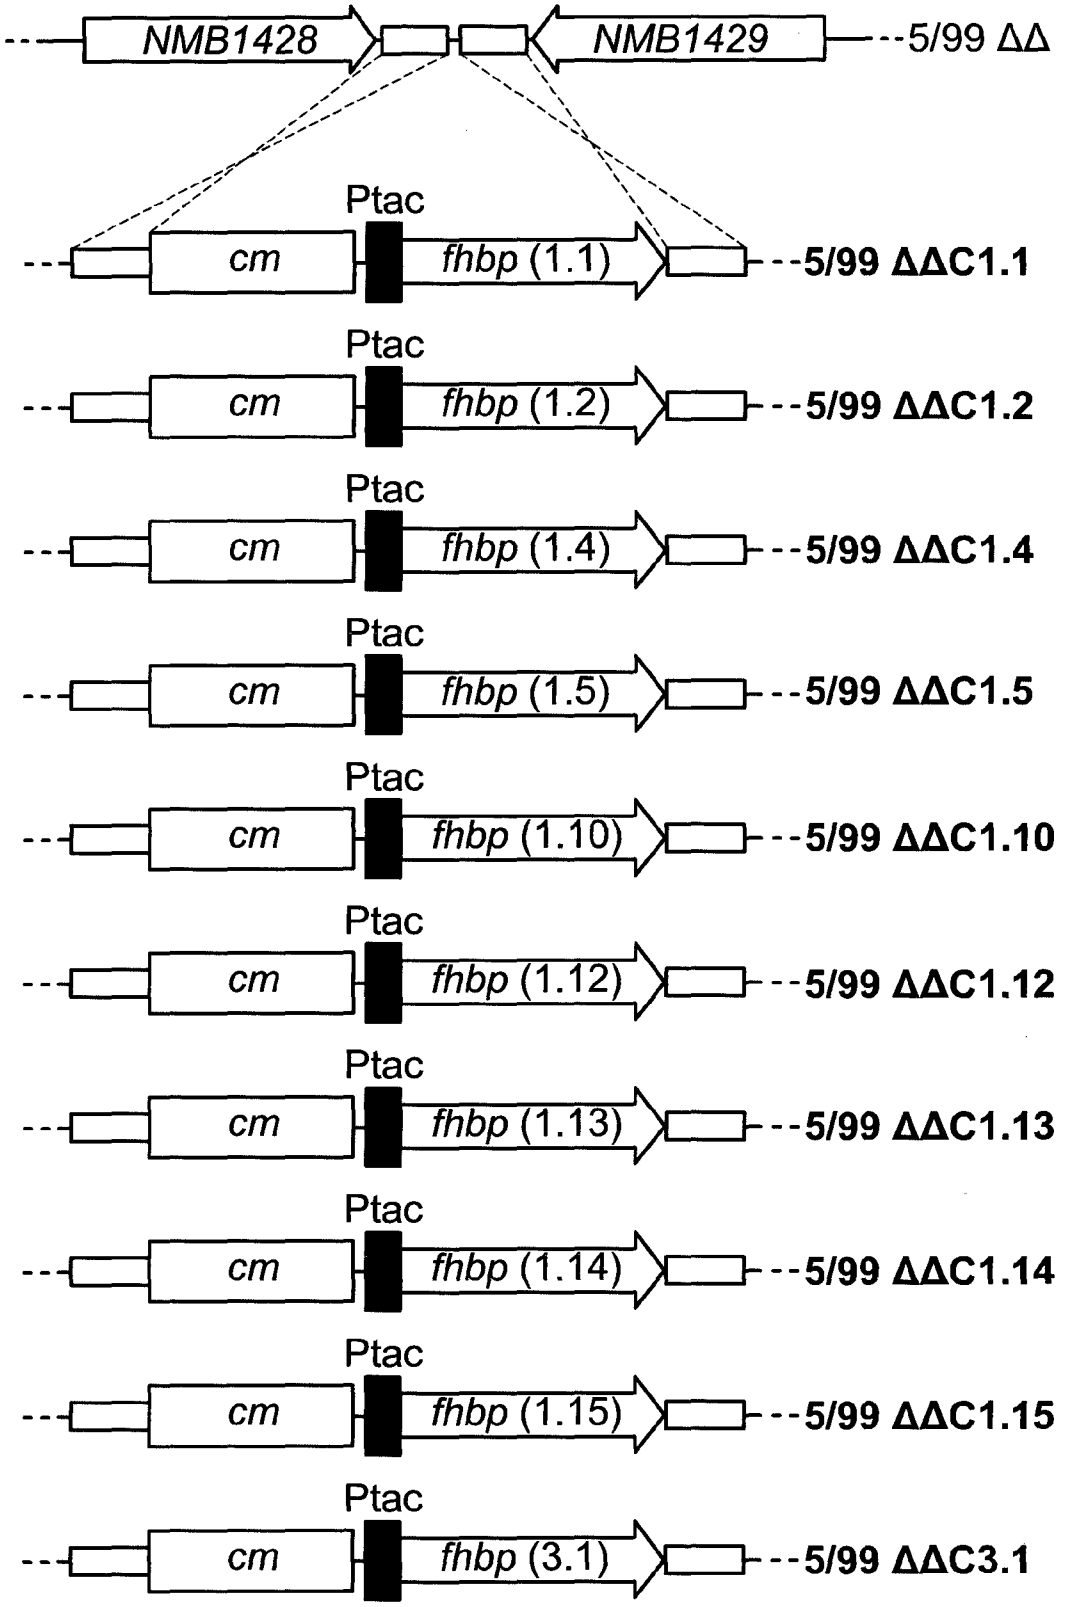 NMB1428 NMB1429 5/99 ΔΔ
Ptac
cm fhbp (1.1) 5/99 ΔΔC1.1
Ptac
cm fhbp (1.2) 5/99 ΔΔC1.2
Ptac
cm fhbp (1.4) 5/99 ΔΔC1.4
Ptac
cm fhbp (1.5) 5/99 ΔΔC1.5
Ptac
cm fhbp (1.10) 5/99 ΔΔC1.10
Ptac
cm fhbp (1.12) 5/99 ΔΔC1.12
Ptac
cm fhbp (1.13) 5/99 ΔΔC1.13
Ptac
cm fhbp (1.14) 5/99 ΔΔC1.14
Ptac
cm fhbp (1.15) 5/99 ΔΔC1.15
Ptac
cm fhbp (3.1) 5/99 ΔΔC3.1